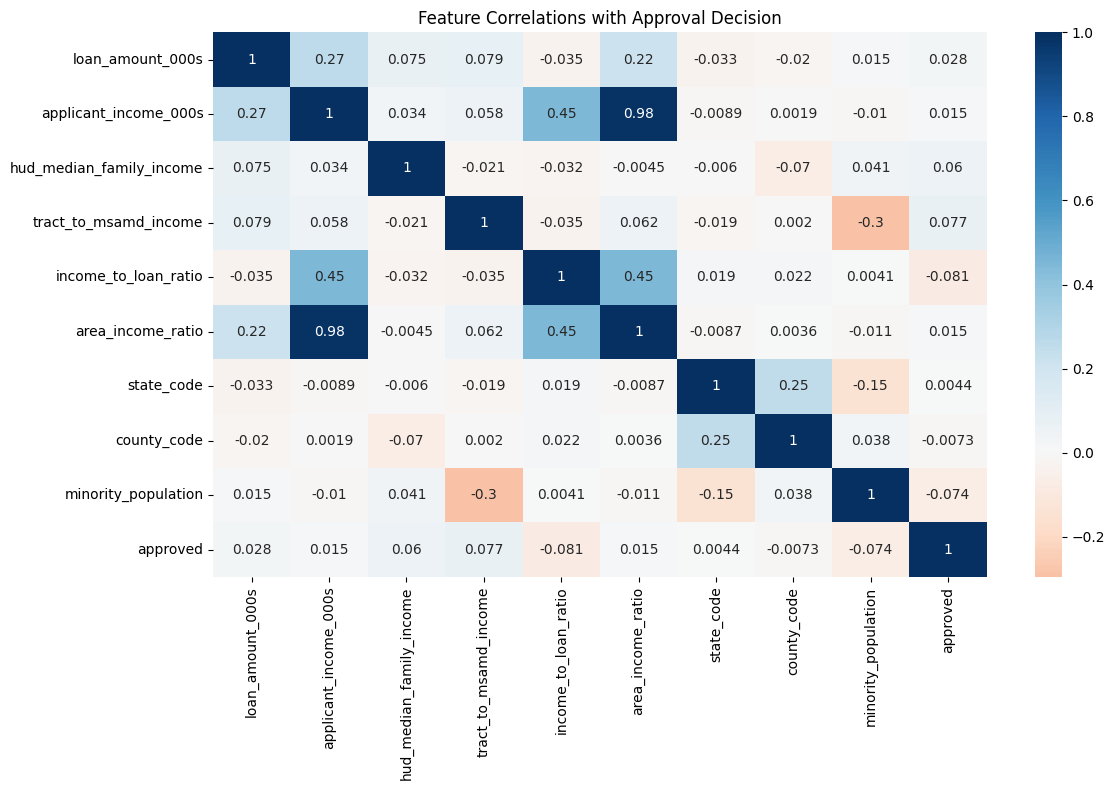 Feature Correlations with Approval Decision
loan_amount_000s 1 0.27 0.075 0.079 -0.035 0.22 -0.033 -0.02 0.015 0.028
applicant_income_000s 0.27 1 0.034 0.058 0.45 0.98 -0.0089 0.0019 -0.01 0.015
hud_median_family_income 0.075 0.034 1 -0.021 -0.032 -0.0045 -0.006 -0.07 0.041 0.06
tract_to_msamd_income 0.079 0.058 -0.021 1 -0.035 0.062 -0.019 0.002 -0.3 0.077
income_to_loan_ratio -0.035 0.45 -0.032 -0.035 1 0.45 0.019 0.022 0.0041 -0.081
area_income_ratio 0.22 0.98 -0.0045 0.062 0.45 1 -0.0087 0.0036 -0.011 0.015
state_code -0.033 -0.0089 -0.006 -0.019 0.019 -0.0087 1 0.25 -0.15 0.0044
county_code -0.02 0.0019 -0.07 0.002 0.022 0.0036 0.25 1 0.038 -0.0073
minority_population 0.015 -0.01 0.041 -0.3 0.0041 -0.011 -0.15 0.038 1 -0.074
approved 0.028 0.015 0.06 0.077 -0.081 0.015 0.0044 -0.0073 -0.074 1
loan_amount_000s
applicant_income_000s
hud_median_family_income
tract_to_msamd_income
income_to_loan_ratio
area_income_ratio
state_code
county_code
minority_population
approved
1.0
0.8
0.6
0.4
0.2
0.0
−0.2